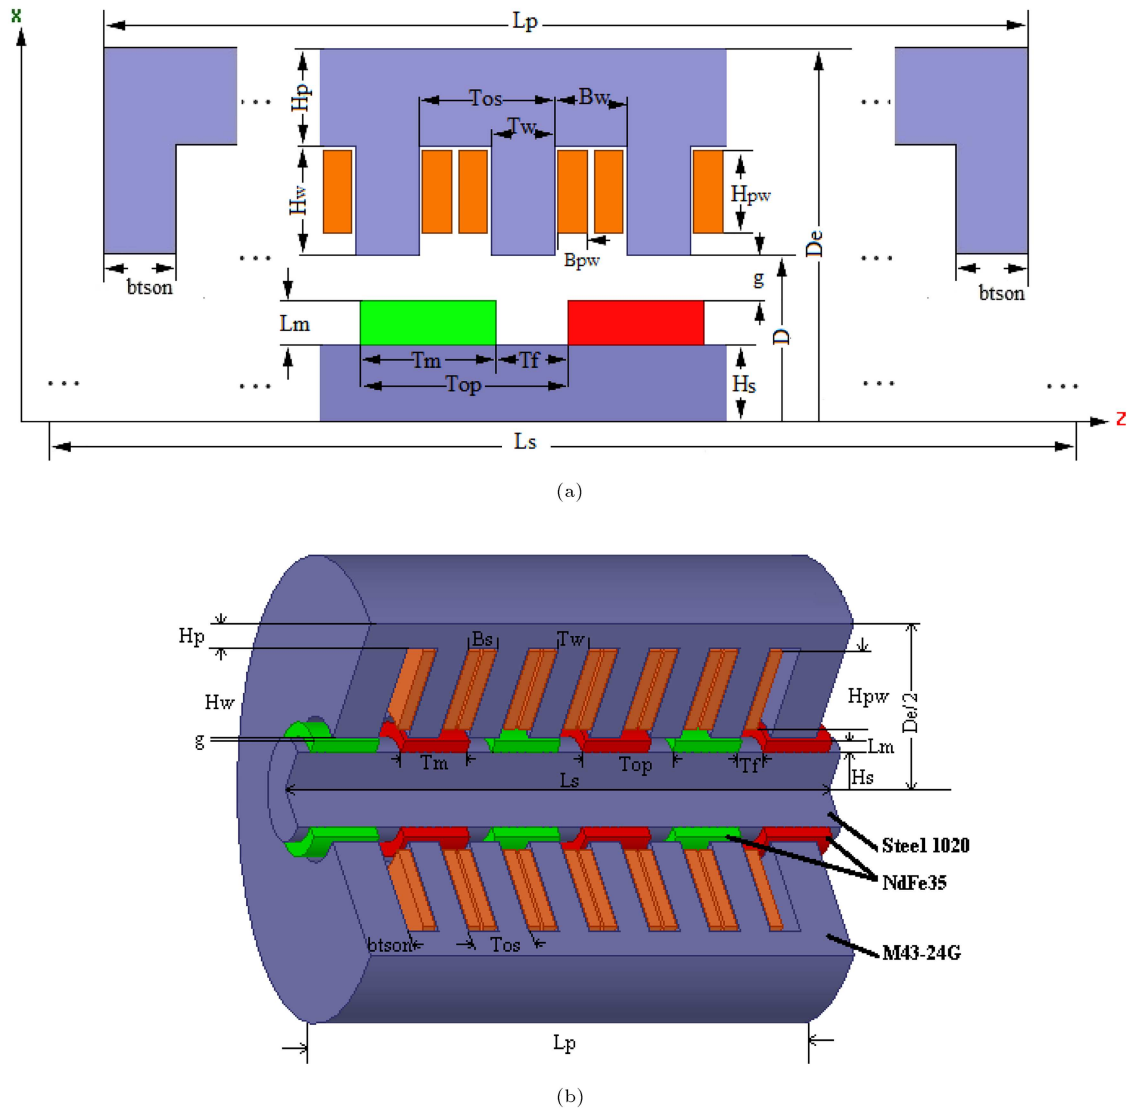 X
Lp
Hp
Tos
Bw
Tw
Hw
Hpw
De
Bpw
g
btson
btson
Lm
D
Tm
Tf
Top
Hs
Z
Ls
(a)
Hp
Bs
Tw
Hw
Hpw
De/2
g
Lm
Tm
Top
Tf
Ls
Hs
Steel 1020
NdFe35
btson
Tos
M43-24G
Lp
(b)